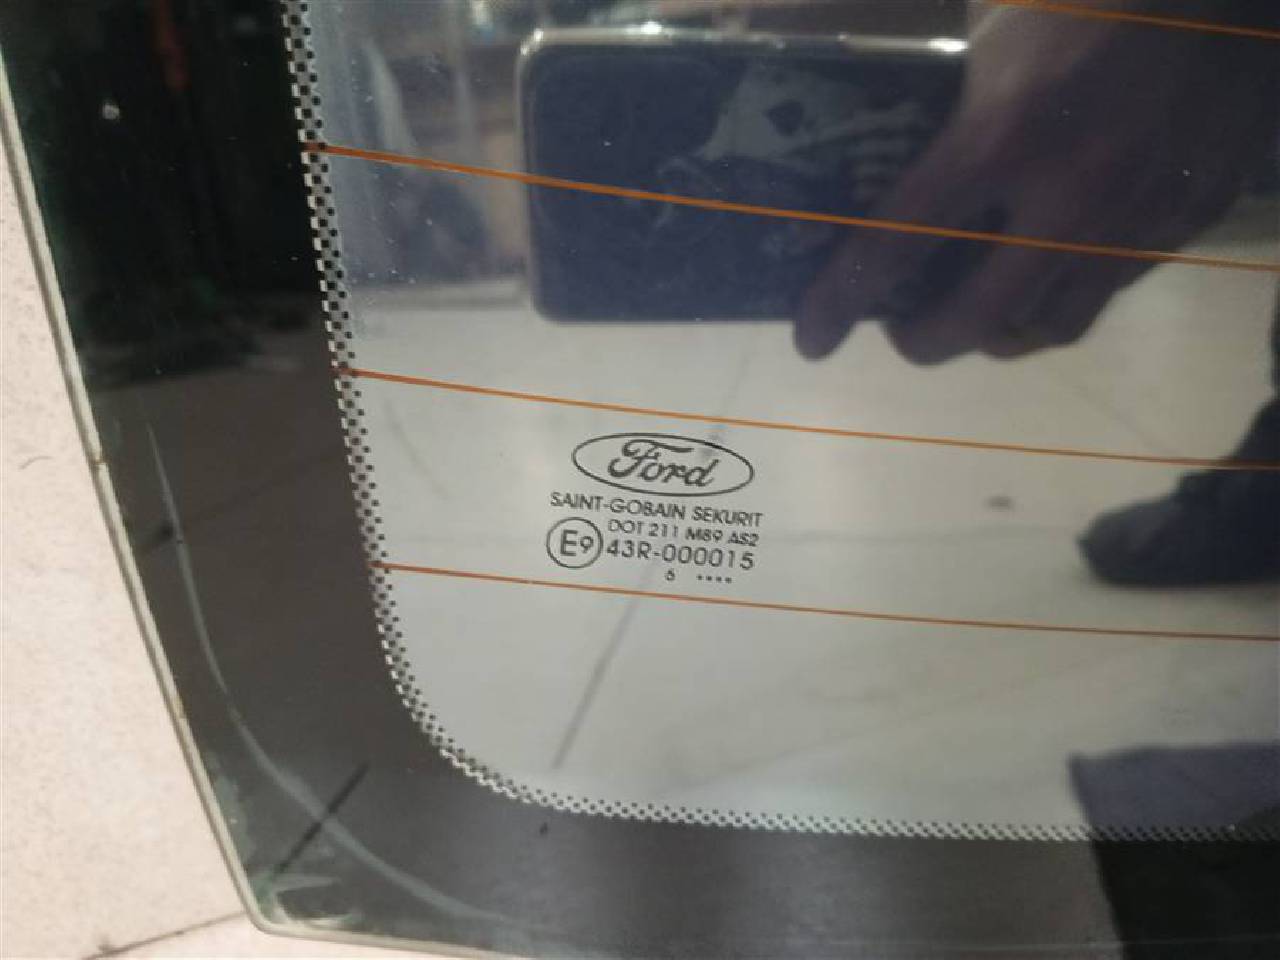 Ford
SAINT-GOBAIN SEKURIT
DOT 211 M89 AS2
E9 43R-000015
6 ....